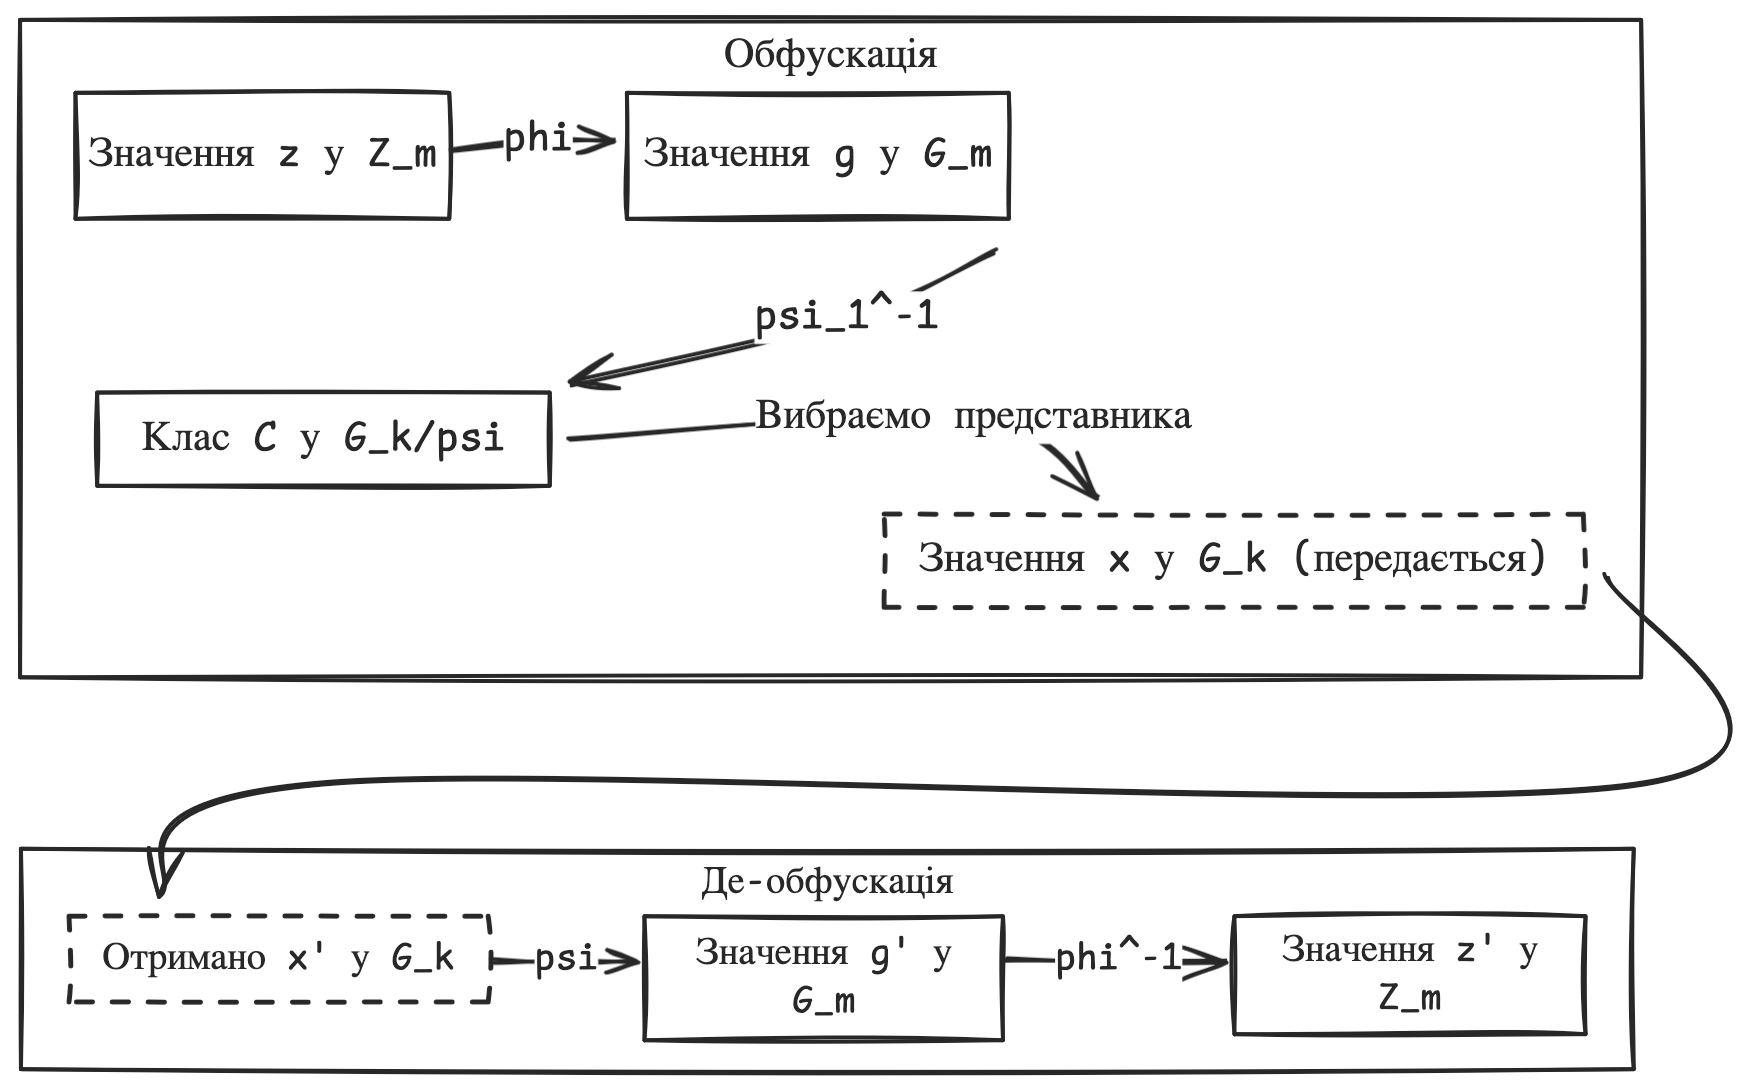 Обфускація
Значення z у Z_m
phi
Значення g у G_m
psi_1^-1
Клас C у G_k/psi
Вибраємо представника
Значення x у G_k (передається)
Де-обфускація
Отримано x' у G_k
psi
Значення g' у
G_m
phi^-1
Значення z' у
Z_m